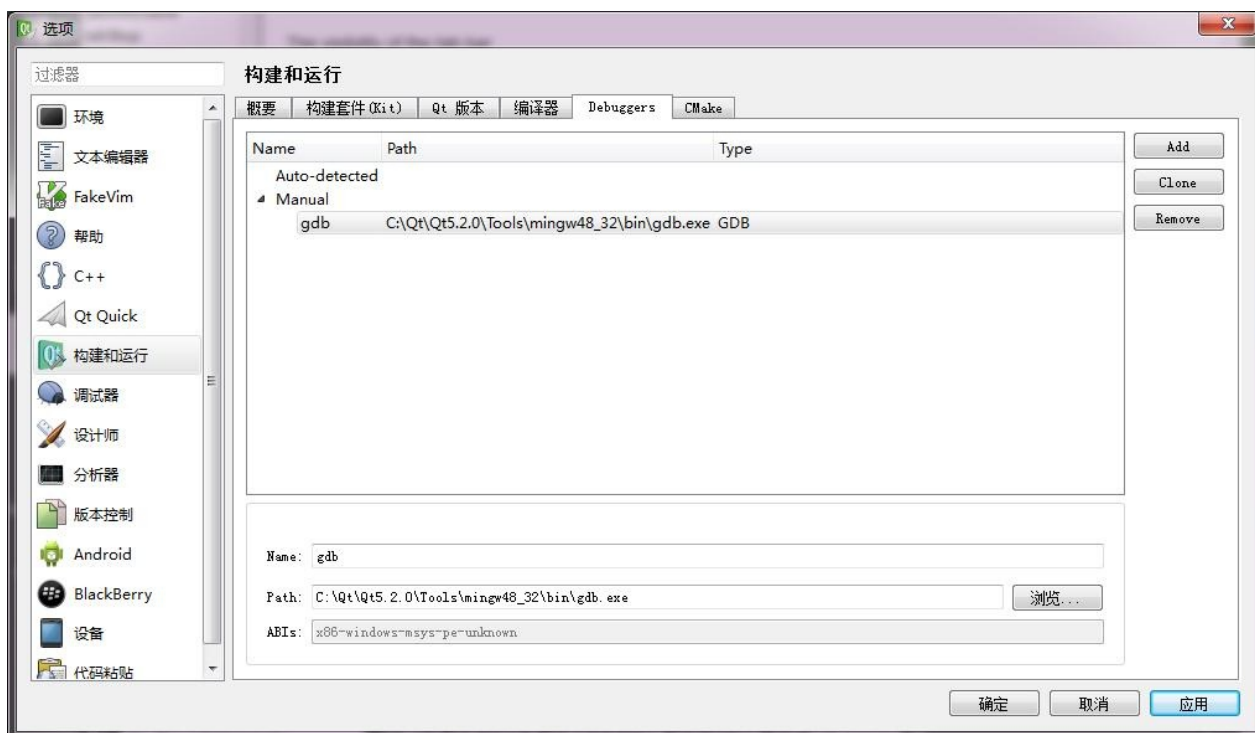 选项
过滤器
环境
文本编辑器
FakeVim
帮助
C++
Qt Quick
构建和运行
调试器
设计师
分析器
版本控制
Android
BlackBerry
设备
代码粘贴
构建和运行
概要 构建套件(Kit) Qt 版本 编译器 Debuggers CMake
Name Path Type
Auto-detected
Manual
gdb C:\Qt\Qt5.2.0\Tools\mingw48_32\bin\gdb.exe GDB
Add
Clone
Remove
Name: gdb
Path: C:\Qt\Qt5.2.0\Tools\mingw48_32\bin\gdb.exe 浏览...
ABIs: x86-windows-msys-pe-unknown
确定 取消 应用